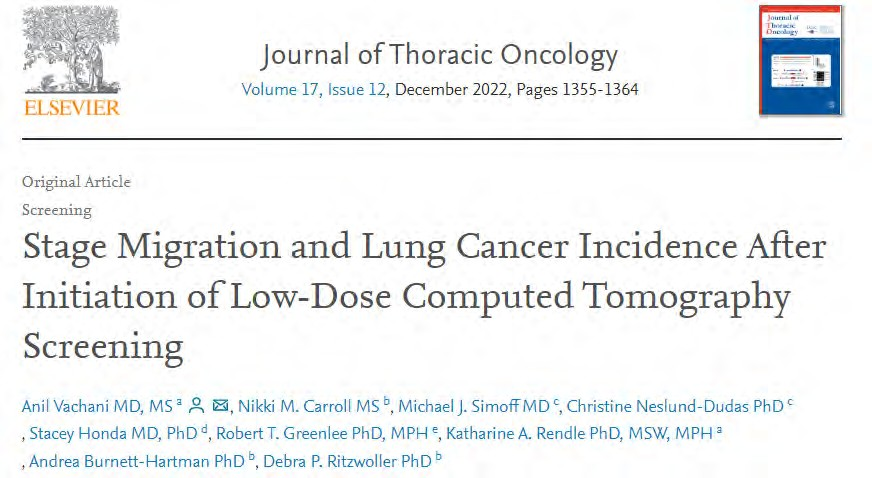 Journal of Thoracic Oncology
Volume 17, Issue 12, December 2022, Pages 1355-1364
ELSEVIER
Journal of
Thoracic
Oncology
Original Article
Screening
Stage Migration and Lung Cancer Incidence After
Initiation of Low-Dose Computed Tomography
Screening
Anil Vachani MD, MS a, Nikki M. Carroll MS b, Michael J. Simoff MD c, Christine Neslund-Dudas PhD c
, Stacey Honda MD, PhD d, Robert T. Greenlee PhD, MPH e, Katharine A. Rendle PhD, MSW, MPH a
, Andrea Burnett-Hartman PhD b, Debra P. Ritzwoller PhD b